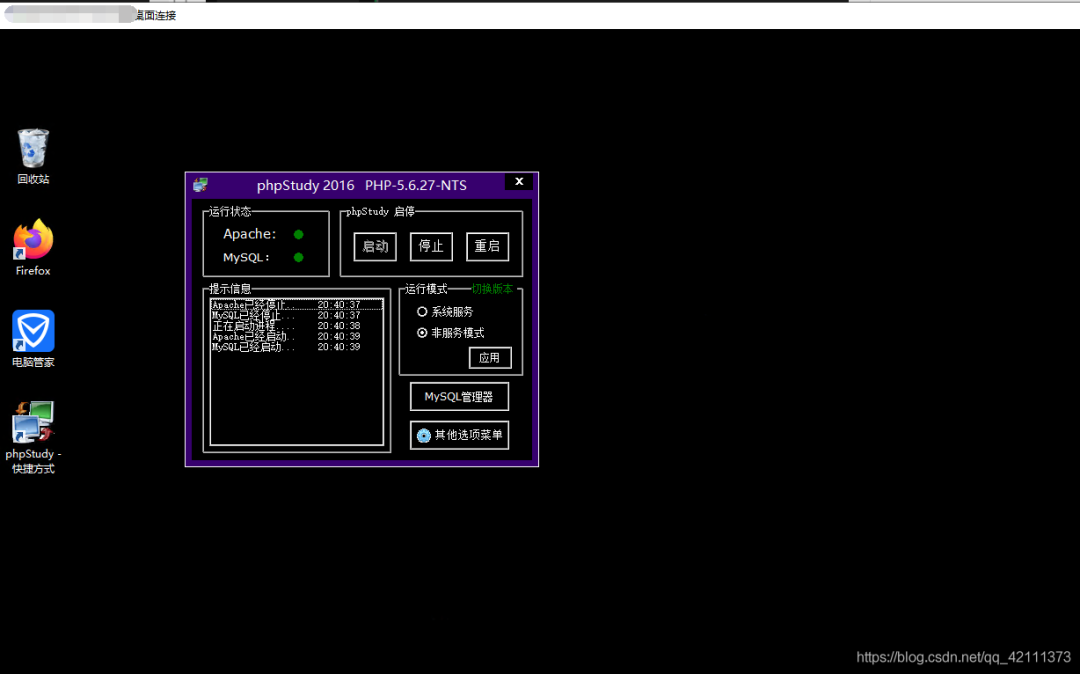 桌面连接
回收站
Firefox
电脑管家
phpStudy -
快捷方式
phpStudy 2016 PHP-5.6.27-NTS
x
运行状态
Apache:
MySQL:
phpStudy 启停
启动
停止
重启
提示信息
Apache已经停止.. 20:40:37
MySQL已经停止... 20:40:37
正在启动进程.... 20:40:38
Apache已经启动.. 20:40:39
MySQL已经启动... 20:40:39
运行模式
切换版本
系统服务
非服务模式
应用
MySQL管理器
其他选项菜单
https://blog.csdn.net/qq_42111373